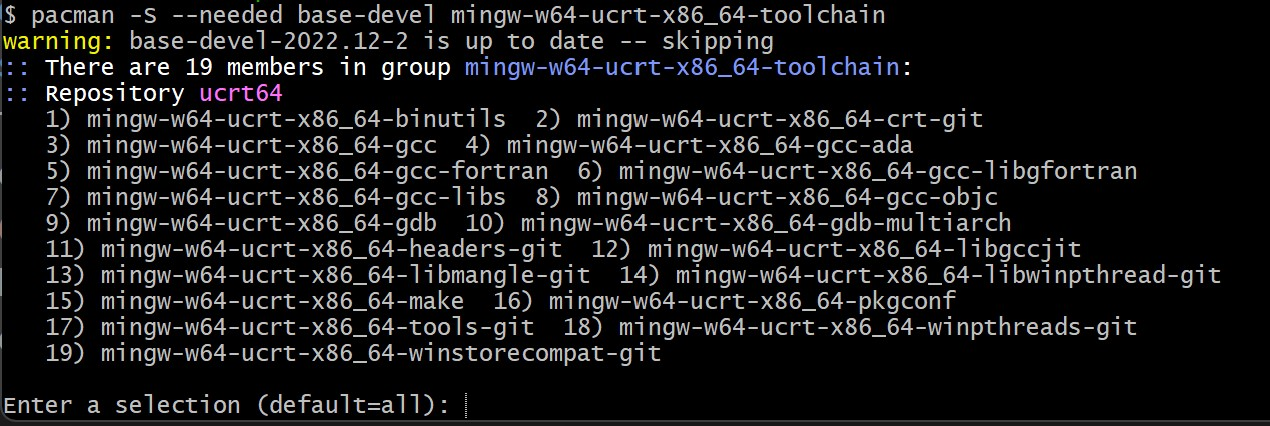 $ pacman -S --needed base-devel mingw-w64-ucrt-x86_64-toolchain
warning: base-devel-2022.12-2 is up to date -- skipping
:: There are 19 members in group mingw-w64-ucrt-x86_64-toolchain:
:: Repository ucrt64
   1) mingw-w64-ucrt-x86_64-binutils  2) mingw-w64-ucrt-x86_64-crt-git
   3) mingw-w64-ucrt-x86_64-gcc  4) mingw-w64-ucrt-x86_64-gcc-ada
   5) mingw-w64-ucrt-x86_64-gcc-fortran  6) mingw-w64-ucrt-x86_64-gcc-libgfortran
   7) mingw-w64-ucrt-x86_64-gcc-libs  8) mingw-w64-ucrt-x86_64-gcc-objc
   9) mingw-w64-ucrt-x86_64-gdb  10) mingw-w64-ucrt-x86_64-gdb-multiarch
   11) mingw-w64-ucrt-x86_64-headers-git  12) mingw-w64-ucrt-x86_64-libgccjit
   13) mingw-w64-ucrt-x86_64-libmangle-git  14) mingw-w64-ucrt-x86_64-libwinpthread-git
   15) mingw-w64-ucrt-x86_64-make  16) mingw-w64-ucrt-x86_64-pkgconf
   17) mingw-w64-ucrt-x86_64-tools-git  18) mingw-w64-ucrt-x86_64-winpthreads-git
   19) mingw-w64-ucrt-x86_64-winstorecompat-git
Enter a selection (default=all):